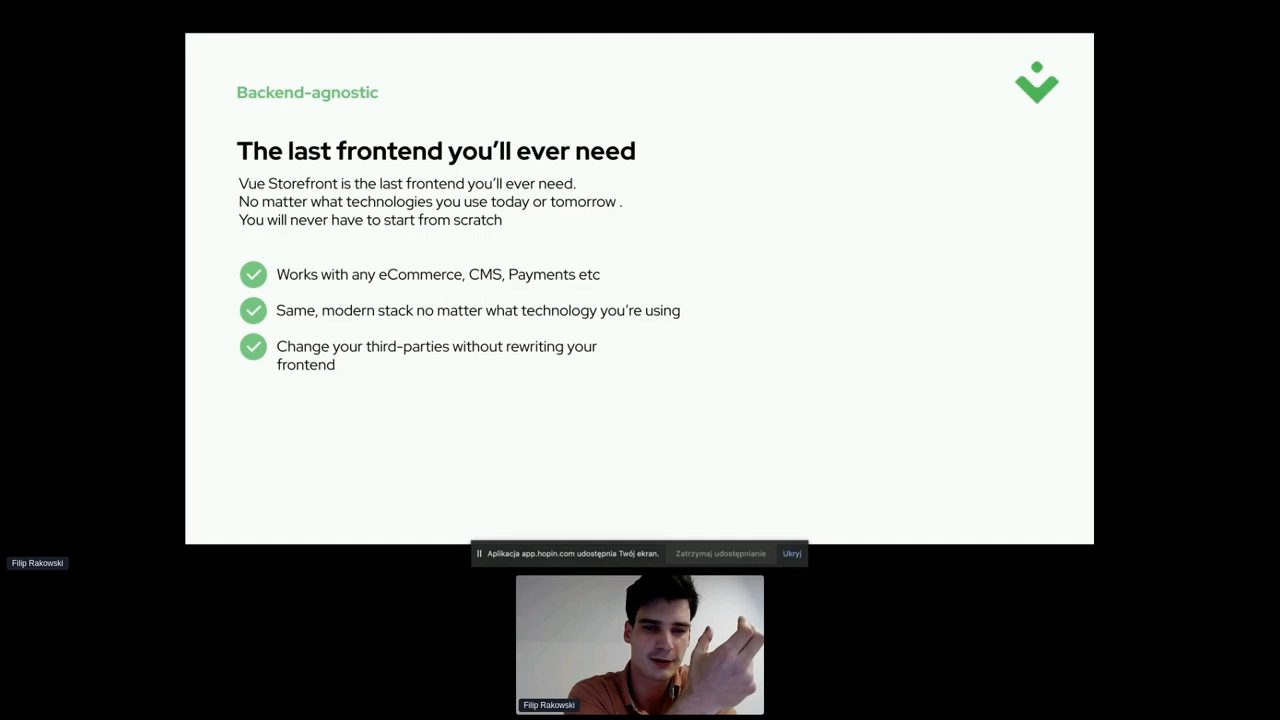 Backend-agnostic
The last frontend you’ll ever need
Vue Storefront is the last frontend you’ll ever need.
No matter what technologies you use today or tomorrow .
You will never have to start from scratch
Works with any eCommerce, CMS, Payments etc
Same, modern stack no matter what technology you’re using
Change your third-parties without rewriting your
frontend
Aplikacja app.hopin.com udostępnia Twój ekran. Zatrzymaj udostępnianie Ukryj
Filip Rakowski
Filip Rakowski